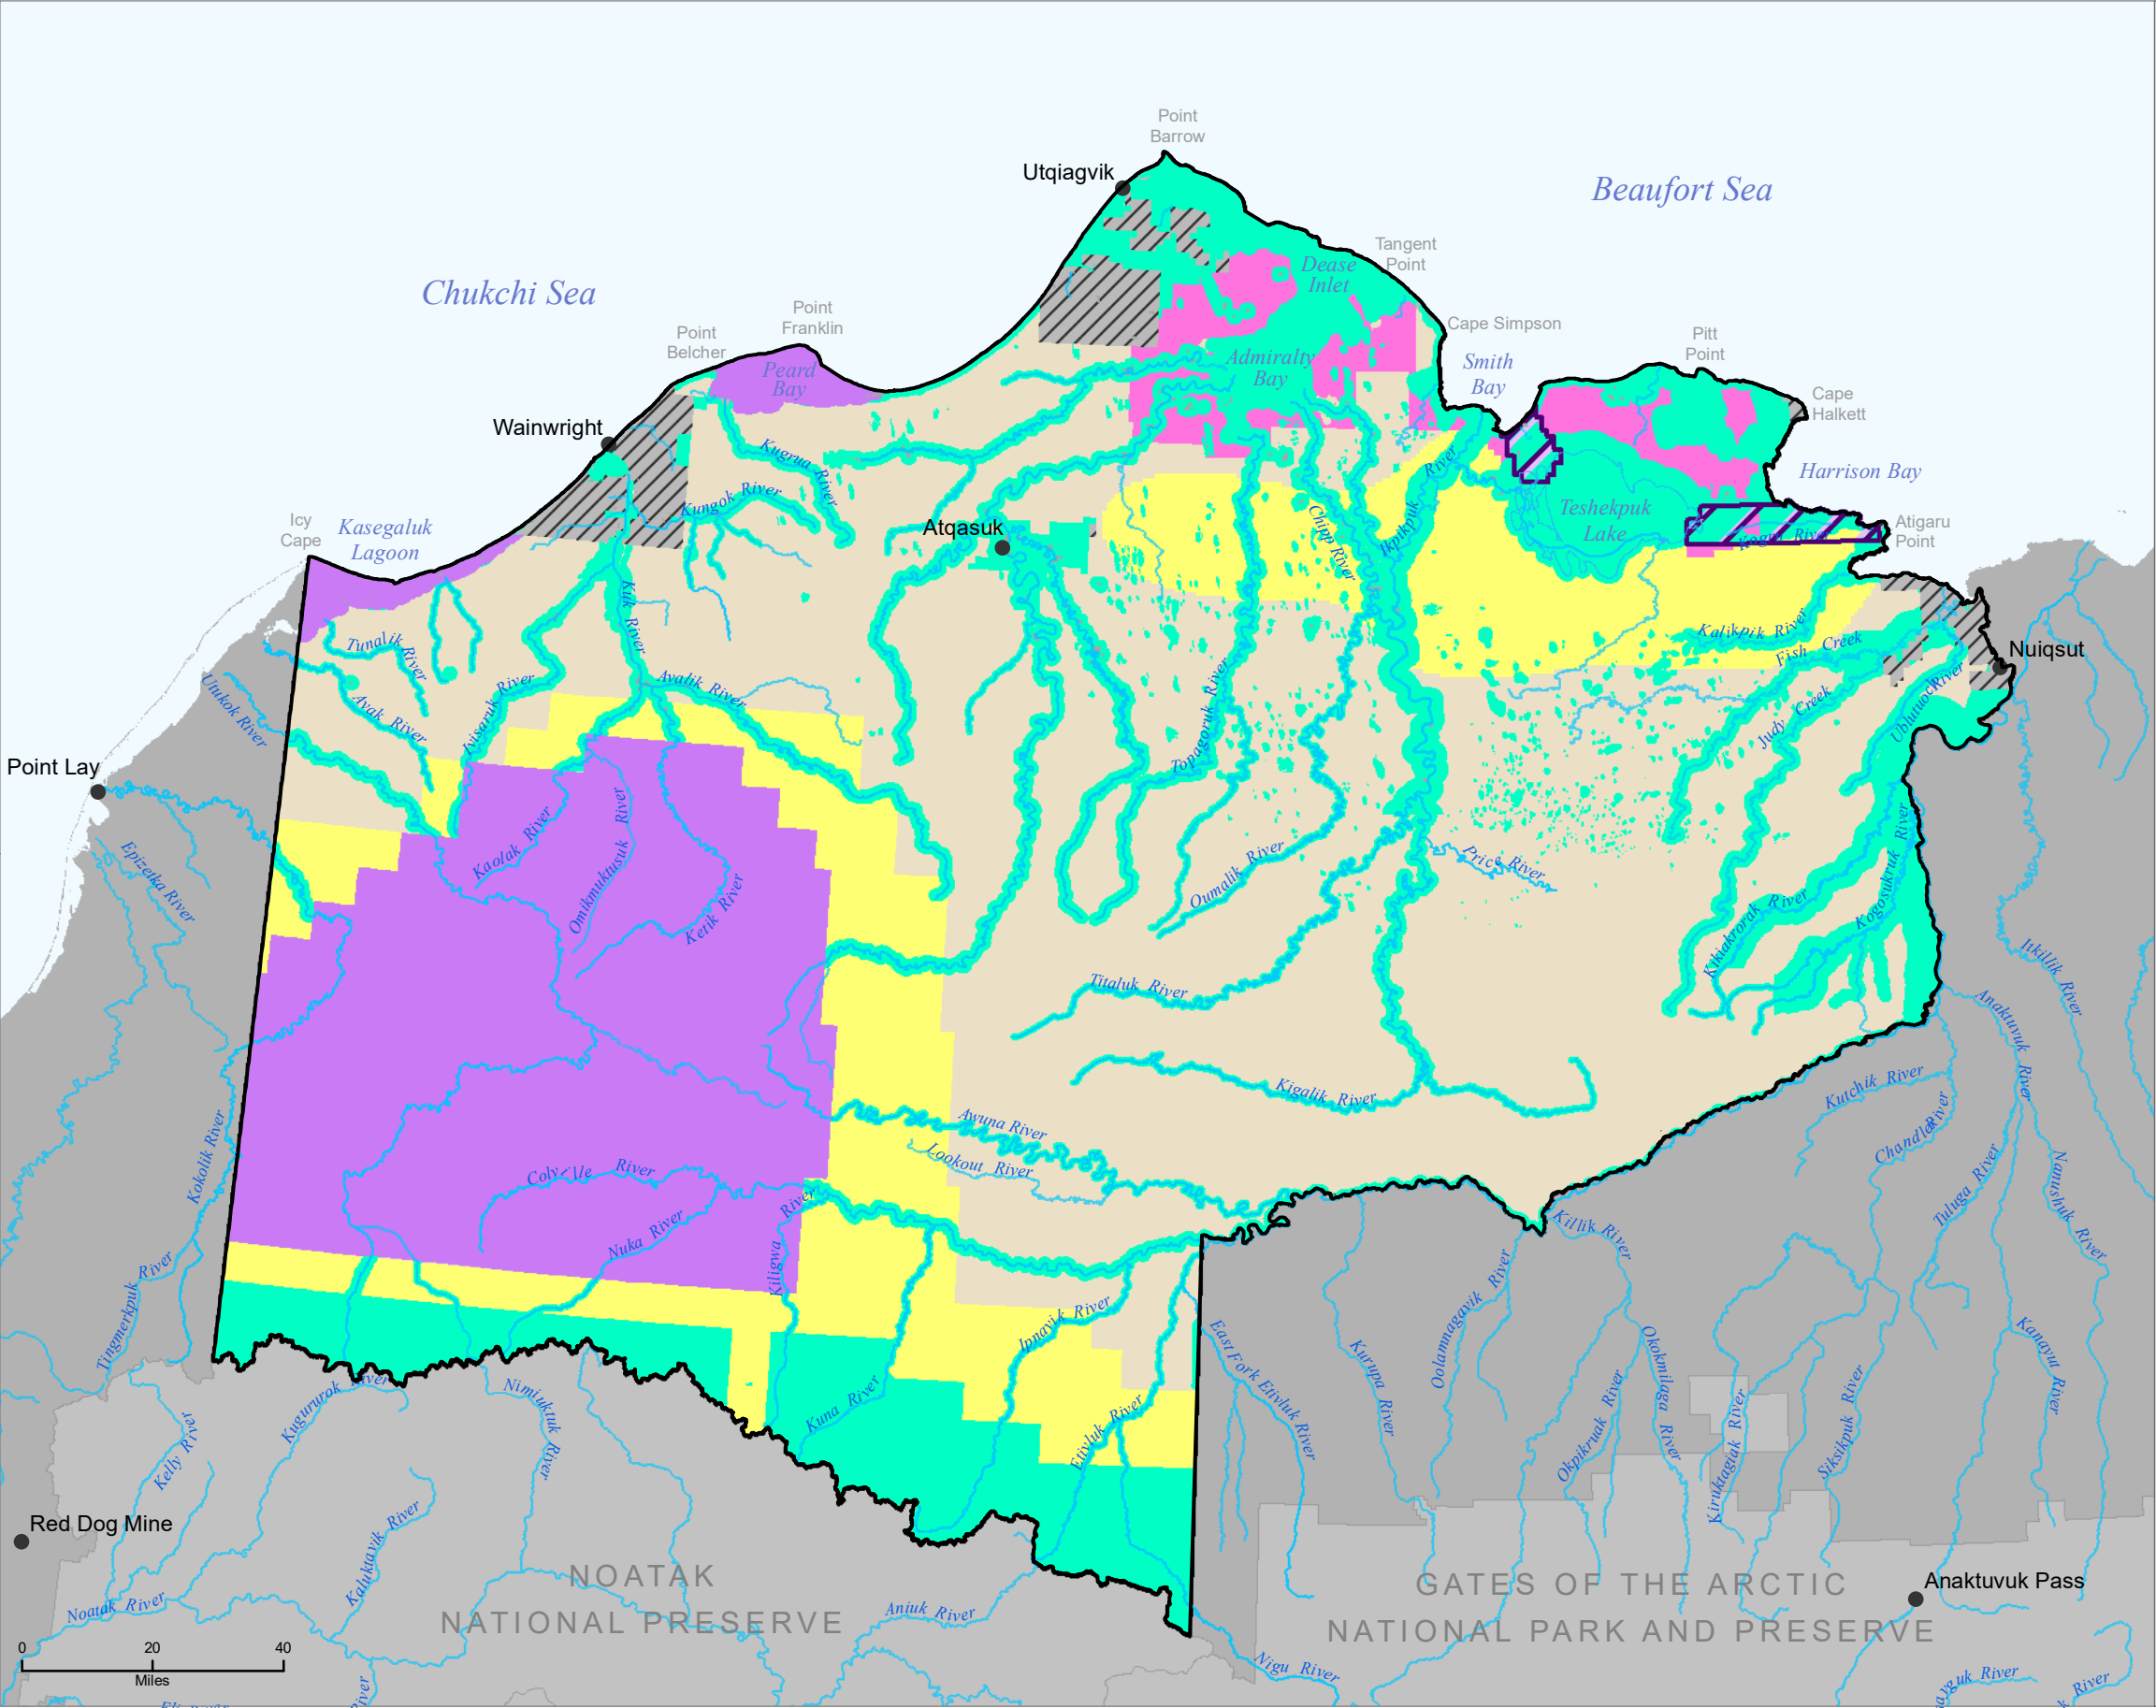 Point
Barrow
Utqiagvik
Beaufort Sea
Tangent
Point
Dease
Inlet
Chukchi Sea
Point
Franklin
Point
Belcher
Cape Simpson
Pitt
Point
Smith
Bay
Admiralty
Bay
Peard
Bay
Cape
Halkett
Wainwright
Kugrua River
Harrison Bay
Kungok River
River
Ikpikpuk
Chipp River
Teshekpuk
Lake
Icy
Cape
Kasegaluk
Lagoon
Atqasuk
Atigaru
Point
Kogru River
Kuk River
Tunalik River
Kalikpik River
Fish Creek
Nuiqsut
Utukok River
Avak River
Ivisaruk River
Avalik River
Topagoruk River
Judy Creek
Ublutuoch River
Point Lay
Kaolak River
Omikmuktusuk River
Ketik River
Epizetka River
Oumalik River
Price River
Kikiakrorak River
Kogosukruk River
Itkillik River
Titaluk River
Anaktuvuk River
Kigalik River
Kutchik River
Chandler River
Awuna River
Lookout River
Kokolik River
Colville River
River
Kiligwa
Nuka River
Tuluga River
Nanushuk River
Killik River
Tingmerkpuk River
Ipnavik River
Oolamnagavik River
East Fork Etivluk River
Kurupa River
Okokmilaga River
Kanayut River
Kuna River
Etivluk River
Okpikruak River
Kiruktagiak River
Siksikpuk River
Kugururok River
Nimiuktuk River
Kelly River
Kaluktavik River
Red Dog Mine
NOATAK
NATIONAL PRESERVE
GATES OF THE ARCTIC
NATIONAL PARK AND PRESERVE
Anaktuvuk Pass
Noatak River
Aniuk River
Nigu River
0 20 40
Miles
River
River
River